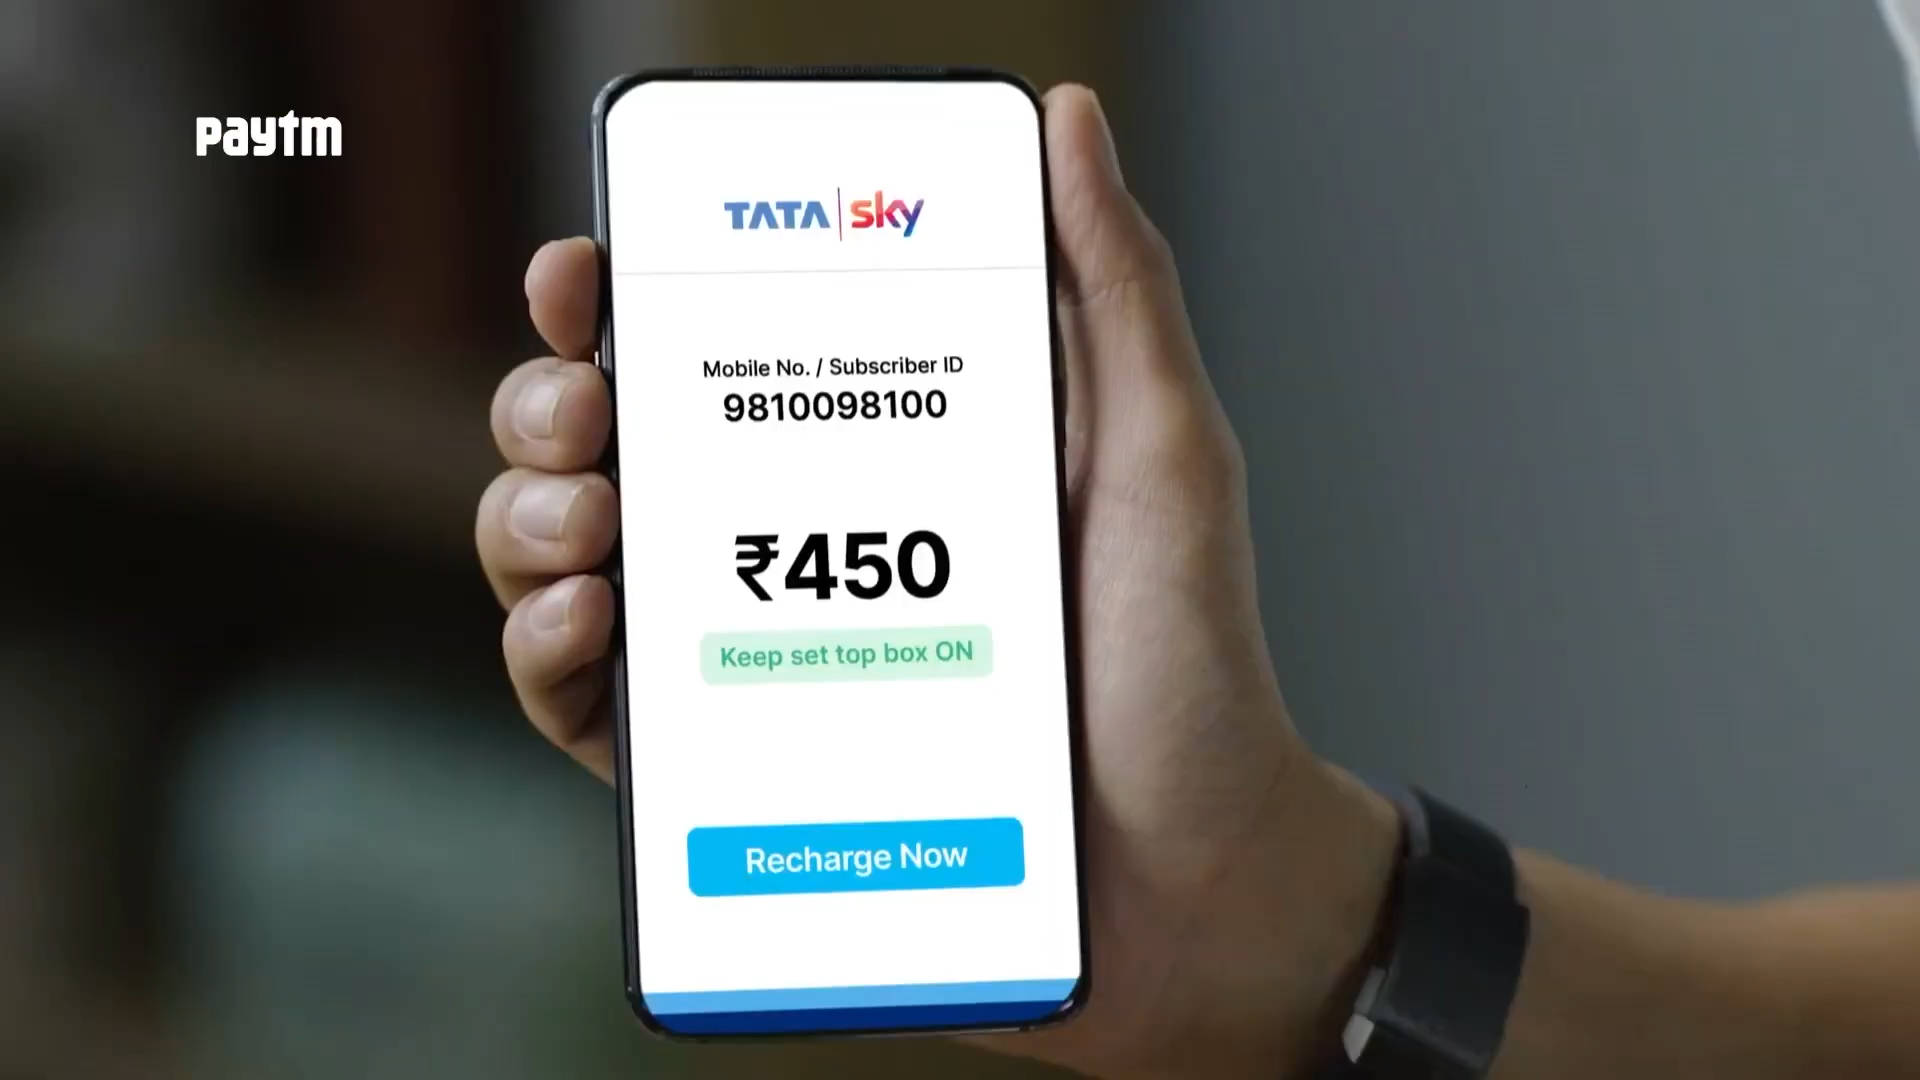 paytm
TATA sky
Mobile No. / Subscriber ID
9810098100
₹450
Keep set top box ON
Recharge Now